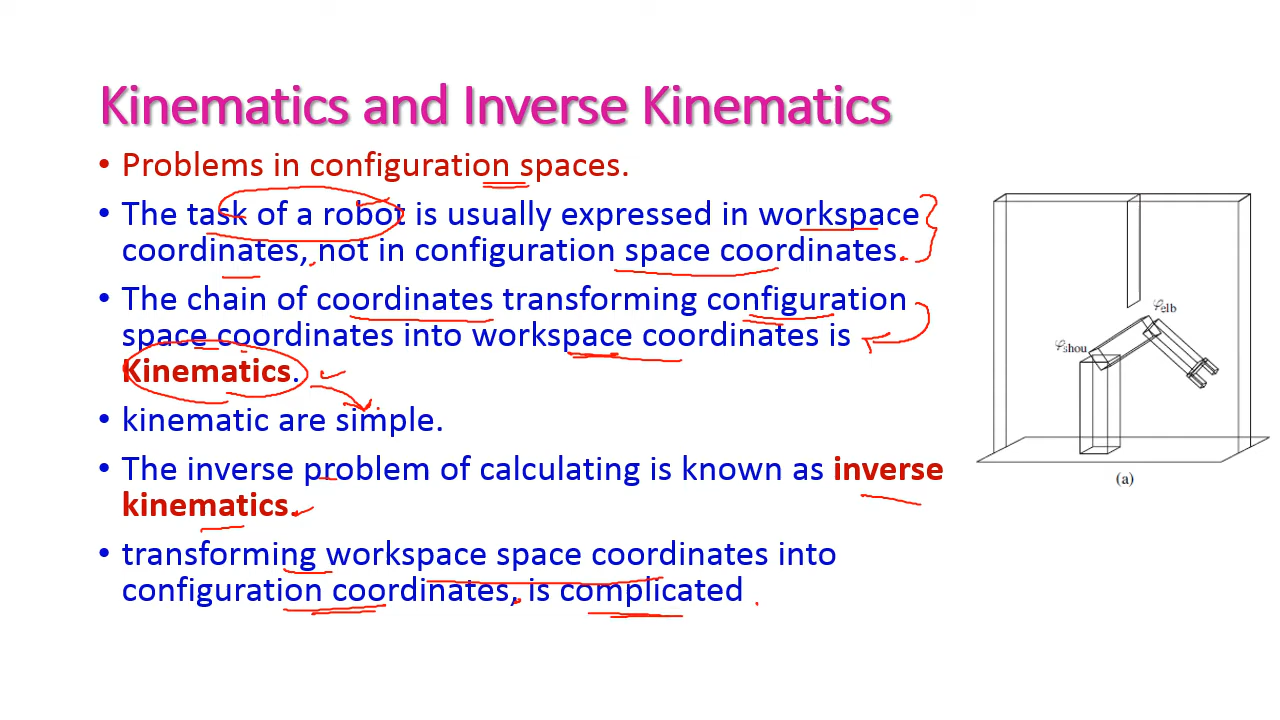 Kinematics and Inverse Kinematics
• Problems in configuration spaces.
• The task of a robot is usually expressed in workspace
coordinates, not in configuration space coordinates.
• The chain of coordinates transforming configuration
space coordinates into workspace coordinates is
Kinematics.
• kinematic are simple.
• The inverse problem of calculating is known as inverse
kinematics.
• transforming workspace space coordinates into
configuration coordinates, is complicated
φelb
φshou
(a)